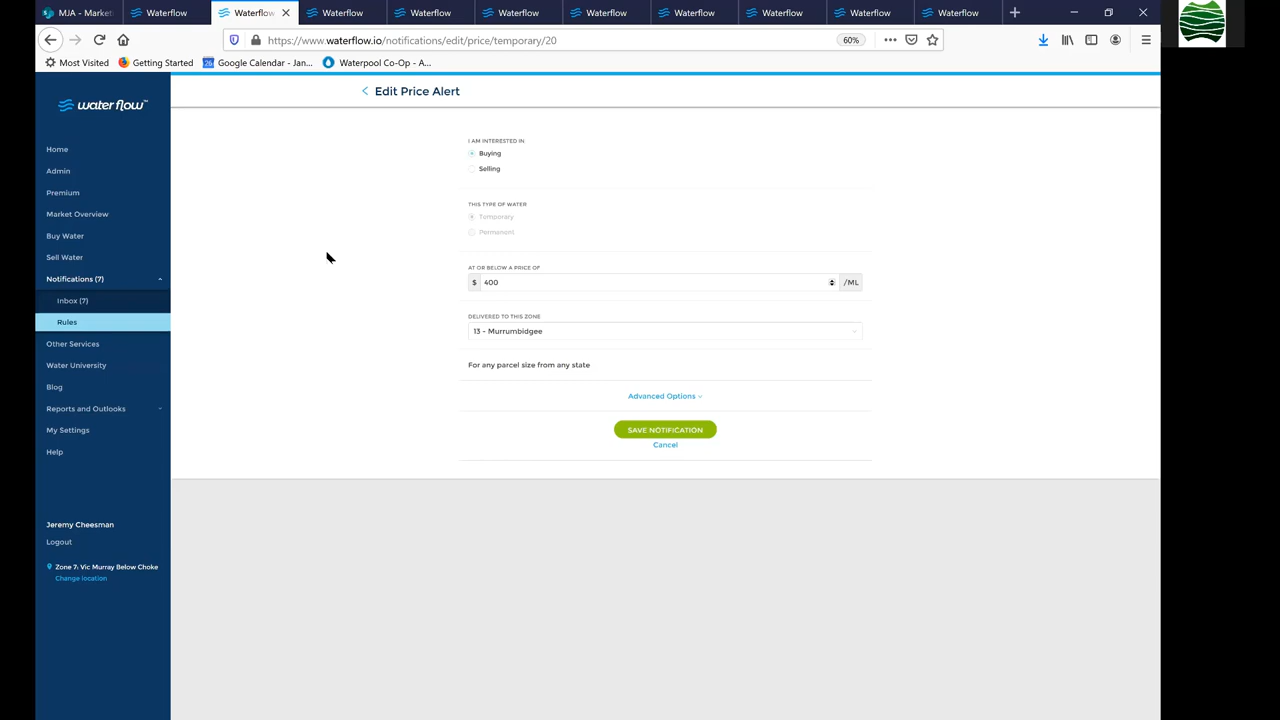 MJA - Market
Waterflow
Waterflow
Waterflow
Waterflow
Waterflow
Waterflow
Waterflow
Waterflow
Waterflow
Waterflow
https://www.waterflow.io/notifications/edit/price/temporary/20
60%
Most Visited
Getting Started
26
Google Calendar - Jan...
Waterpool Co-Op - A...
water flow™
Edit Price Alert
Home
Admin
Premium
Market Overview
Buy Water
Sell Water
Notifications (7)
Inbox (7)
Rules
Other Services
Water University
Blog
Reports and Outlooks
My Settings
Help
Jeremy Cheesman
Logout
Zone 7: Vic Murray Below Choke
Change location
I AM INTERESTED IN
Buying
Selling
THIS TYPE OF WATER
Temporary
Permanent
AT OR BELOW A PRICE OF
$ 400 /ML
DELIVERED TO THIS ZONE
13 - Murrumbidgee
For any parcel size from any state
Advanced Options
SAVE NOTIFICATION
Cancel